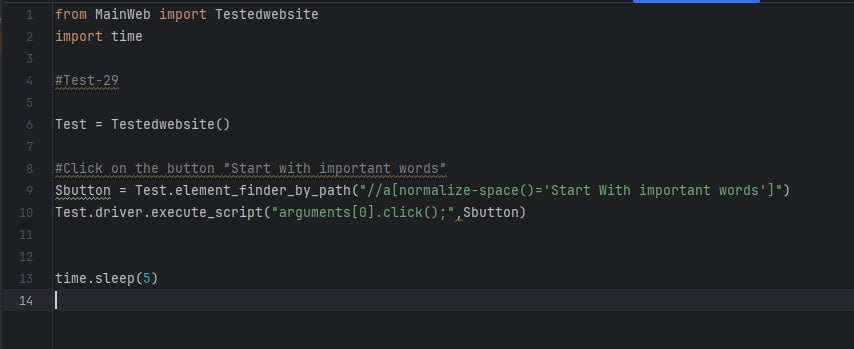 1 from MainWeb import Testedwebsite
2 import time
3
4 #Test-29
5
6 Test = Testedwebsite()
7
8 #Click on the button "Start with important words"
9 Sbutton = Test.element_finder_by_path("//a[normalize-space()='Start With important words']")
10 Test.driver.execute_script("arguments[0].click();",Sbutton)
11
12
13 time.sleep(5)
14